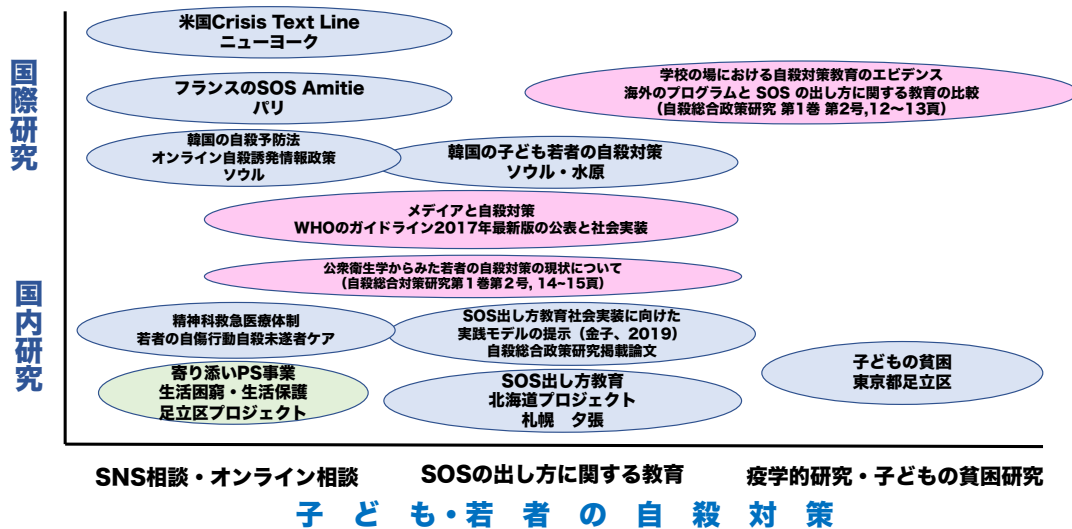 国際研究
米国Crisis Text Line
ニューヨーク
フランスのSOS Amitie
パリ
学校の場における自殺対策教育のエビデンス
海外のプログラムと SOS の出し方に関する教育の比較
(自殺総合政策研究 第1巻 第2号,12〜13頁)
韓国の自殺予防法
オンライン自殺誘発情報政策
ソウル
韓国の子ども若者の自殺対策
ソウル・水原
メデイアと自殺対策
WHOのガイドライン2017年最新版の公表と社会実装
公衆衛生学からみた若者の自殺対策の現状について
(自殺総合対策研究第１巻第２号, 14~15頁)
国内研究
精神科救急医療体制
若者の自傷行動自殺未遂者ケア
SOS出し方教育社会実装に向けた
実践モデルの提示（金子、2019）
自殺総合政策研究掲載論文
子どもの貧困
東京都足立区
寄り添いPS事業
生活困窮・生活保護
足立区プロジェクト
SOS出し方教育
北海道プロジェクト
札幌　夕張
SNS相談・オンライン相談
SOSの出し方に関する教育
疫学的研究・子どもの貧困研究
子 ど も・若 者 の 自 殺 対 策